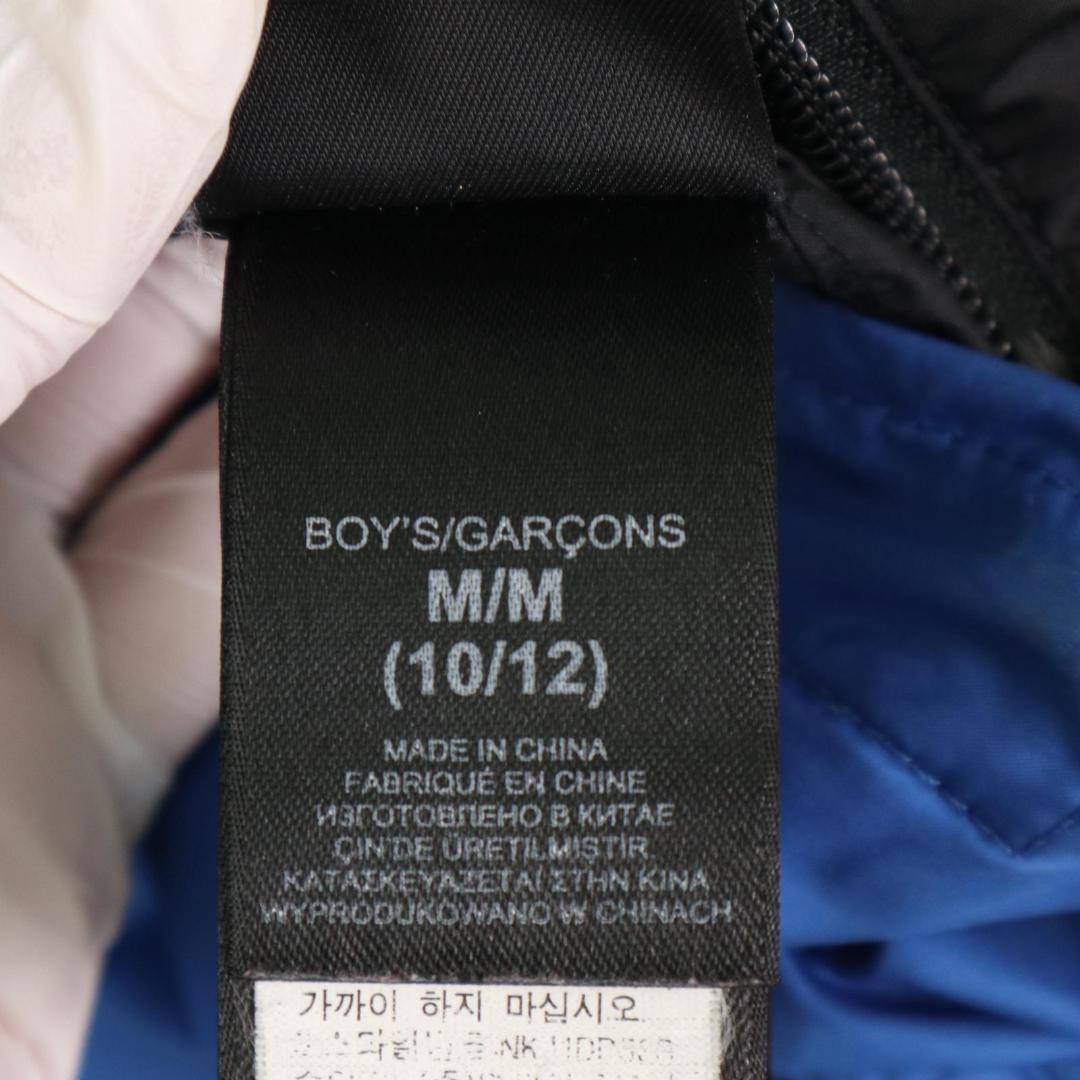 BOY'S/GARÇONS
M/M
(10/12)
MADE IN CHINA
FABRIQUÉ EN CHINE
ИЗГОТОВЛЕНО В КИТАЕ
ÇIN'DE ÜRETILMIŞTIR
ΚΑΤΑΣΚΕΥΑΖΕΤΑΙ ΣΤΗΝ ΚΙΝΑ
WYPRODUKOWANO W CHINACH
가까이 하지 마십시오